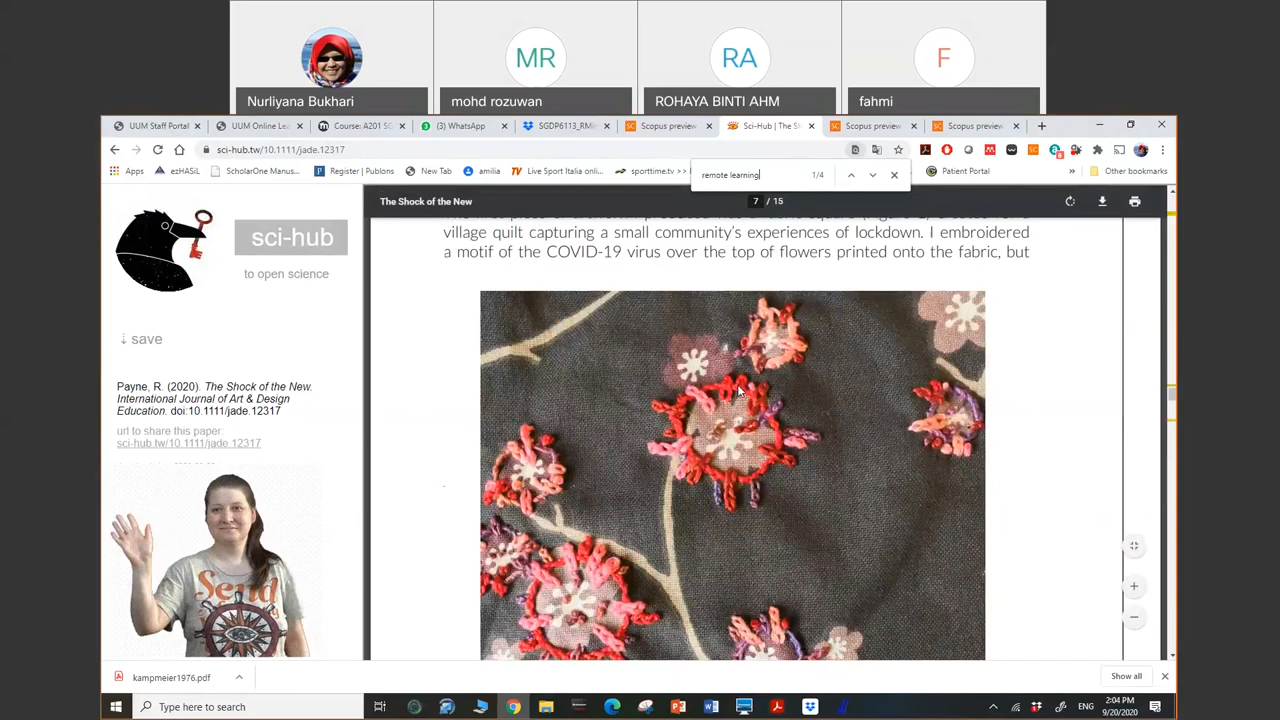 MR
RA
F
Nurliyana Bukhari
mohd rozuwan
ROHAYA BINTI AHM
fahmi
UUM Staff Portal
UUM Online Le
Course: A201 SG
(3) WhatsApp
SGDP6113_RM
Scopus preview
Sci-Hub | The Sh
Scopus preview
Scopus preview
sci-hub.tw/10.1111/jade.12317
Apps
ezHASiL
ScholarOne Manus...
Register | Publons
New Tab
amilia
Live Sport Italia onli...
sporttime.tv >>
Patient Portal
remote learning
1/4
The Shock of the New
7 / 15
sci-hub
to open science
save
Payne, R. (2020). The Shock of the New.
International Journal of Art & Design
Education. doi:10.1111/jade.12317
url to share this paper:
sci-hub.tw/10.1111/jade.12317
village quilt capturing a small community's experiences of lockdown. I embroidered
a motif of the COVID-19 virus over the top of flowers printed onto the fabric, but
Send
kampmeier1976.pdf
Show all
Type here to search
ENG
2:04 PM
9/20/2020